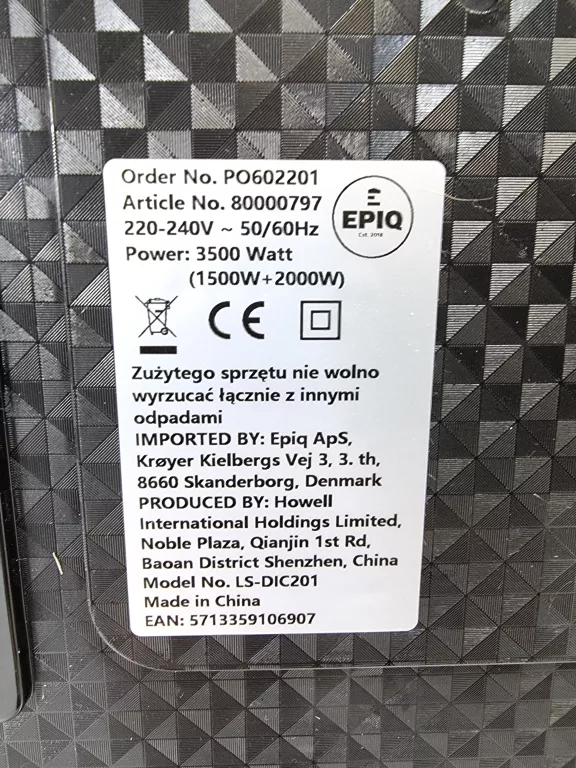 Order No. PO602201
Article No. 80000797
220-240V ~ 50/60Hz
Power: 3500 Watt
(1500W+2000W)
EPIQ
Est. 2018
CE
Zużytego sprzętu nie wolno
wyrzucać łącznie z innymi
odpadami
IMPORTED BY: Epiq ApS,
Krøyer Kielbergs Vej 3, 3. th,
8660 Skanderborg, Denmark
PRODUCED BY: Howell
International Holdings Limited,
Noble Plaza, Qianjin 1st Rd,
Baoan District Shenzhen, China
Model No. LS-DIC201
Made in China
EAN: 5713359106907